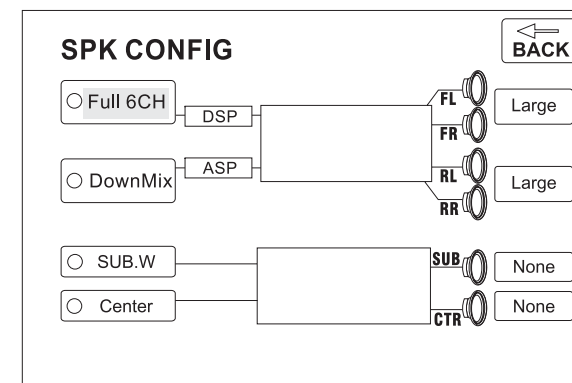 SPK CONFIG
BACK
Full 6CH
DSP
FL
Large
FR
DownMix
ASP
RL
Large
RR
SUB.W
SUB
None
Center
CTR
None